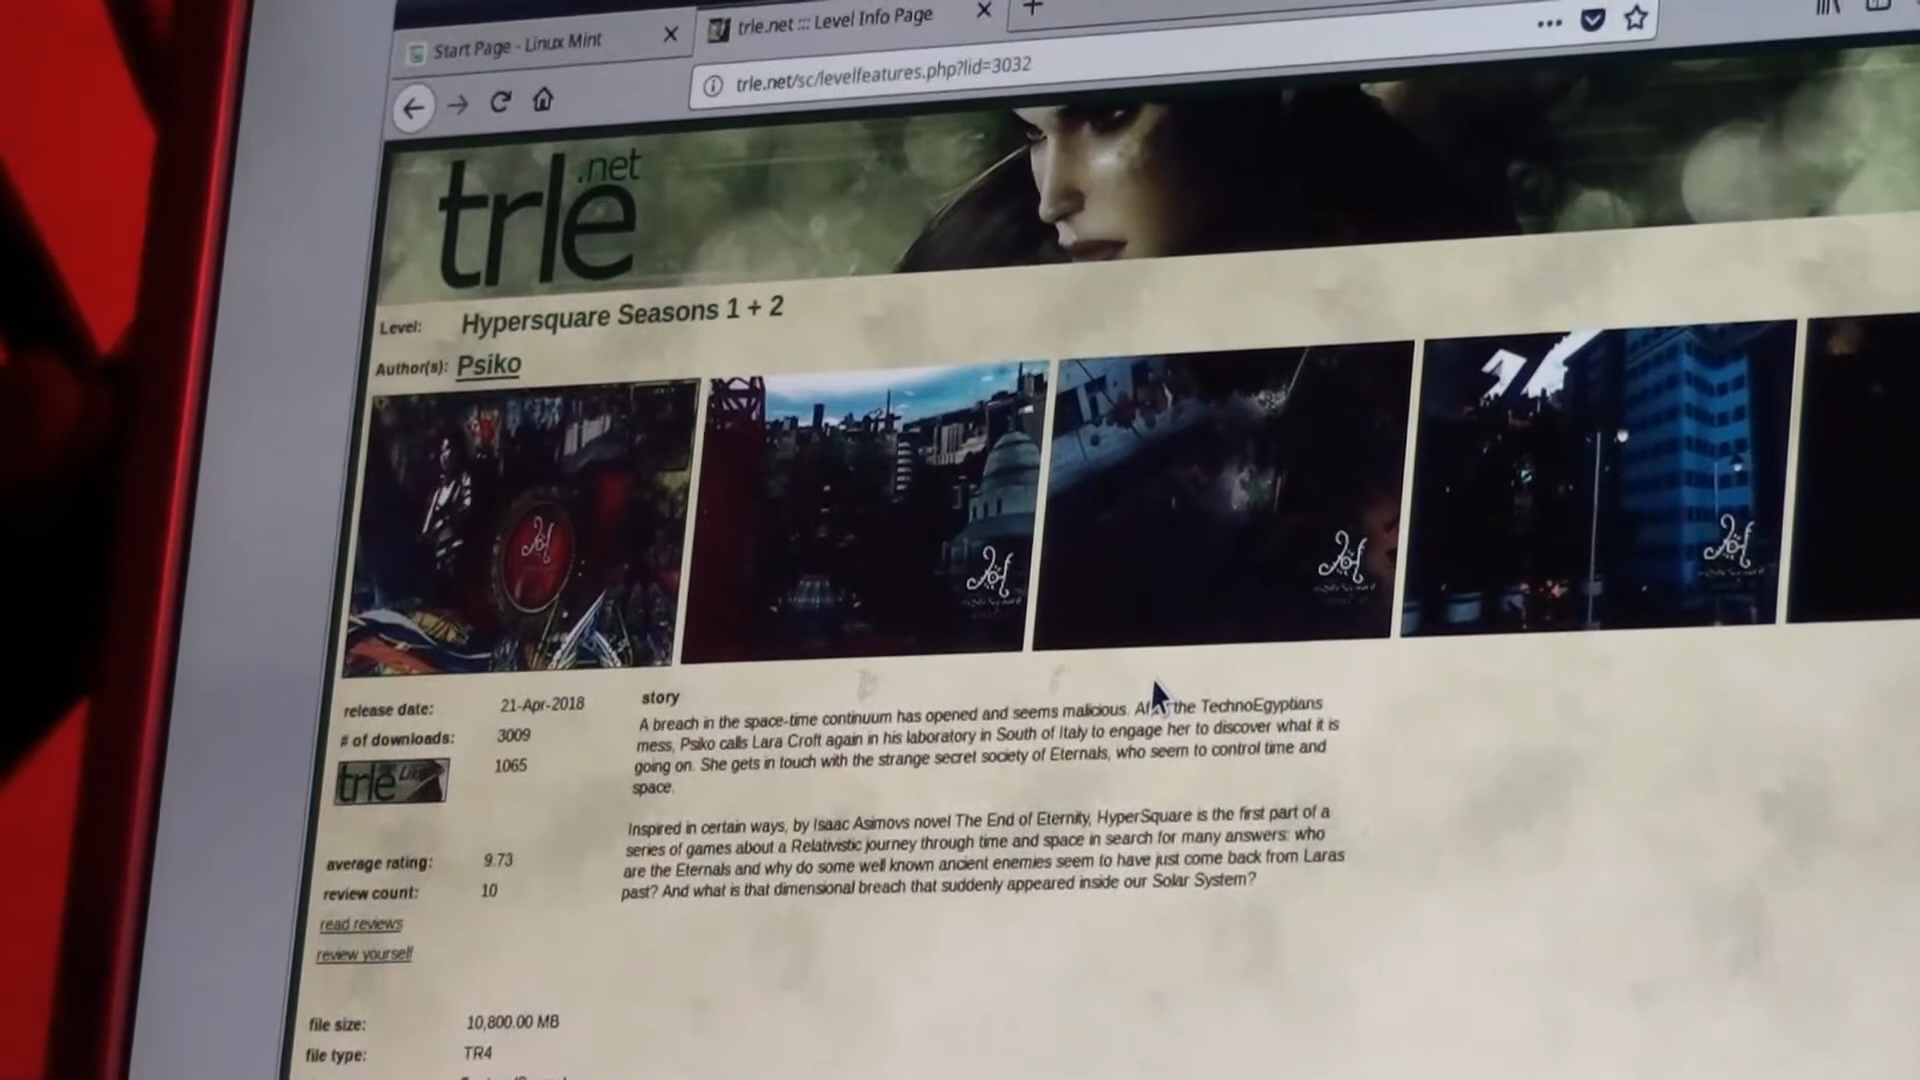 Start Page - Linux Mint
trle.net ::: Level Info Page
trle.net/sc/levelfeatures.php?lid=3032
trle.net
Level: Hypersquare Seasons 1 + 2
Author(s): Psiko
release date: 21-Apr-2018
# of downloads: 3009
trle Like 1065
average rating: 9.73
review count: 10
read reviews
review yourself
file size: 10,800.00 MB
file type: TR4
story
A breach in the space-time continuum has opened and seems malicious. the TechnoEgyptians
mess, Psiko calls Lara Croft again in his laboratory in South of Italy to engage her to discover what it is
going on. She gets in touch with the strange secret society of Eternals, who seem to control time and
space.
Inspired in certain ways, by Isaac Asimovs novel The End of Eternity, HyperSquare is the first part of a
series of games about a Relativistic journey through time and space in search for many answers: who
are the Eternals and why do some well known ancient enemies seem to have just come back from Laras
past? And what is that dimensional breach that suddenly appeared inside our Solar System?